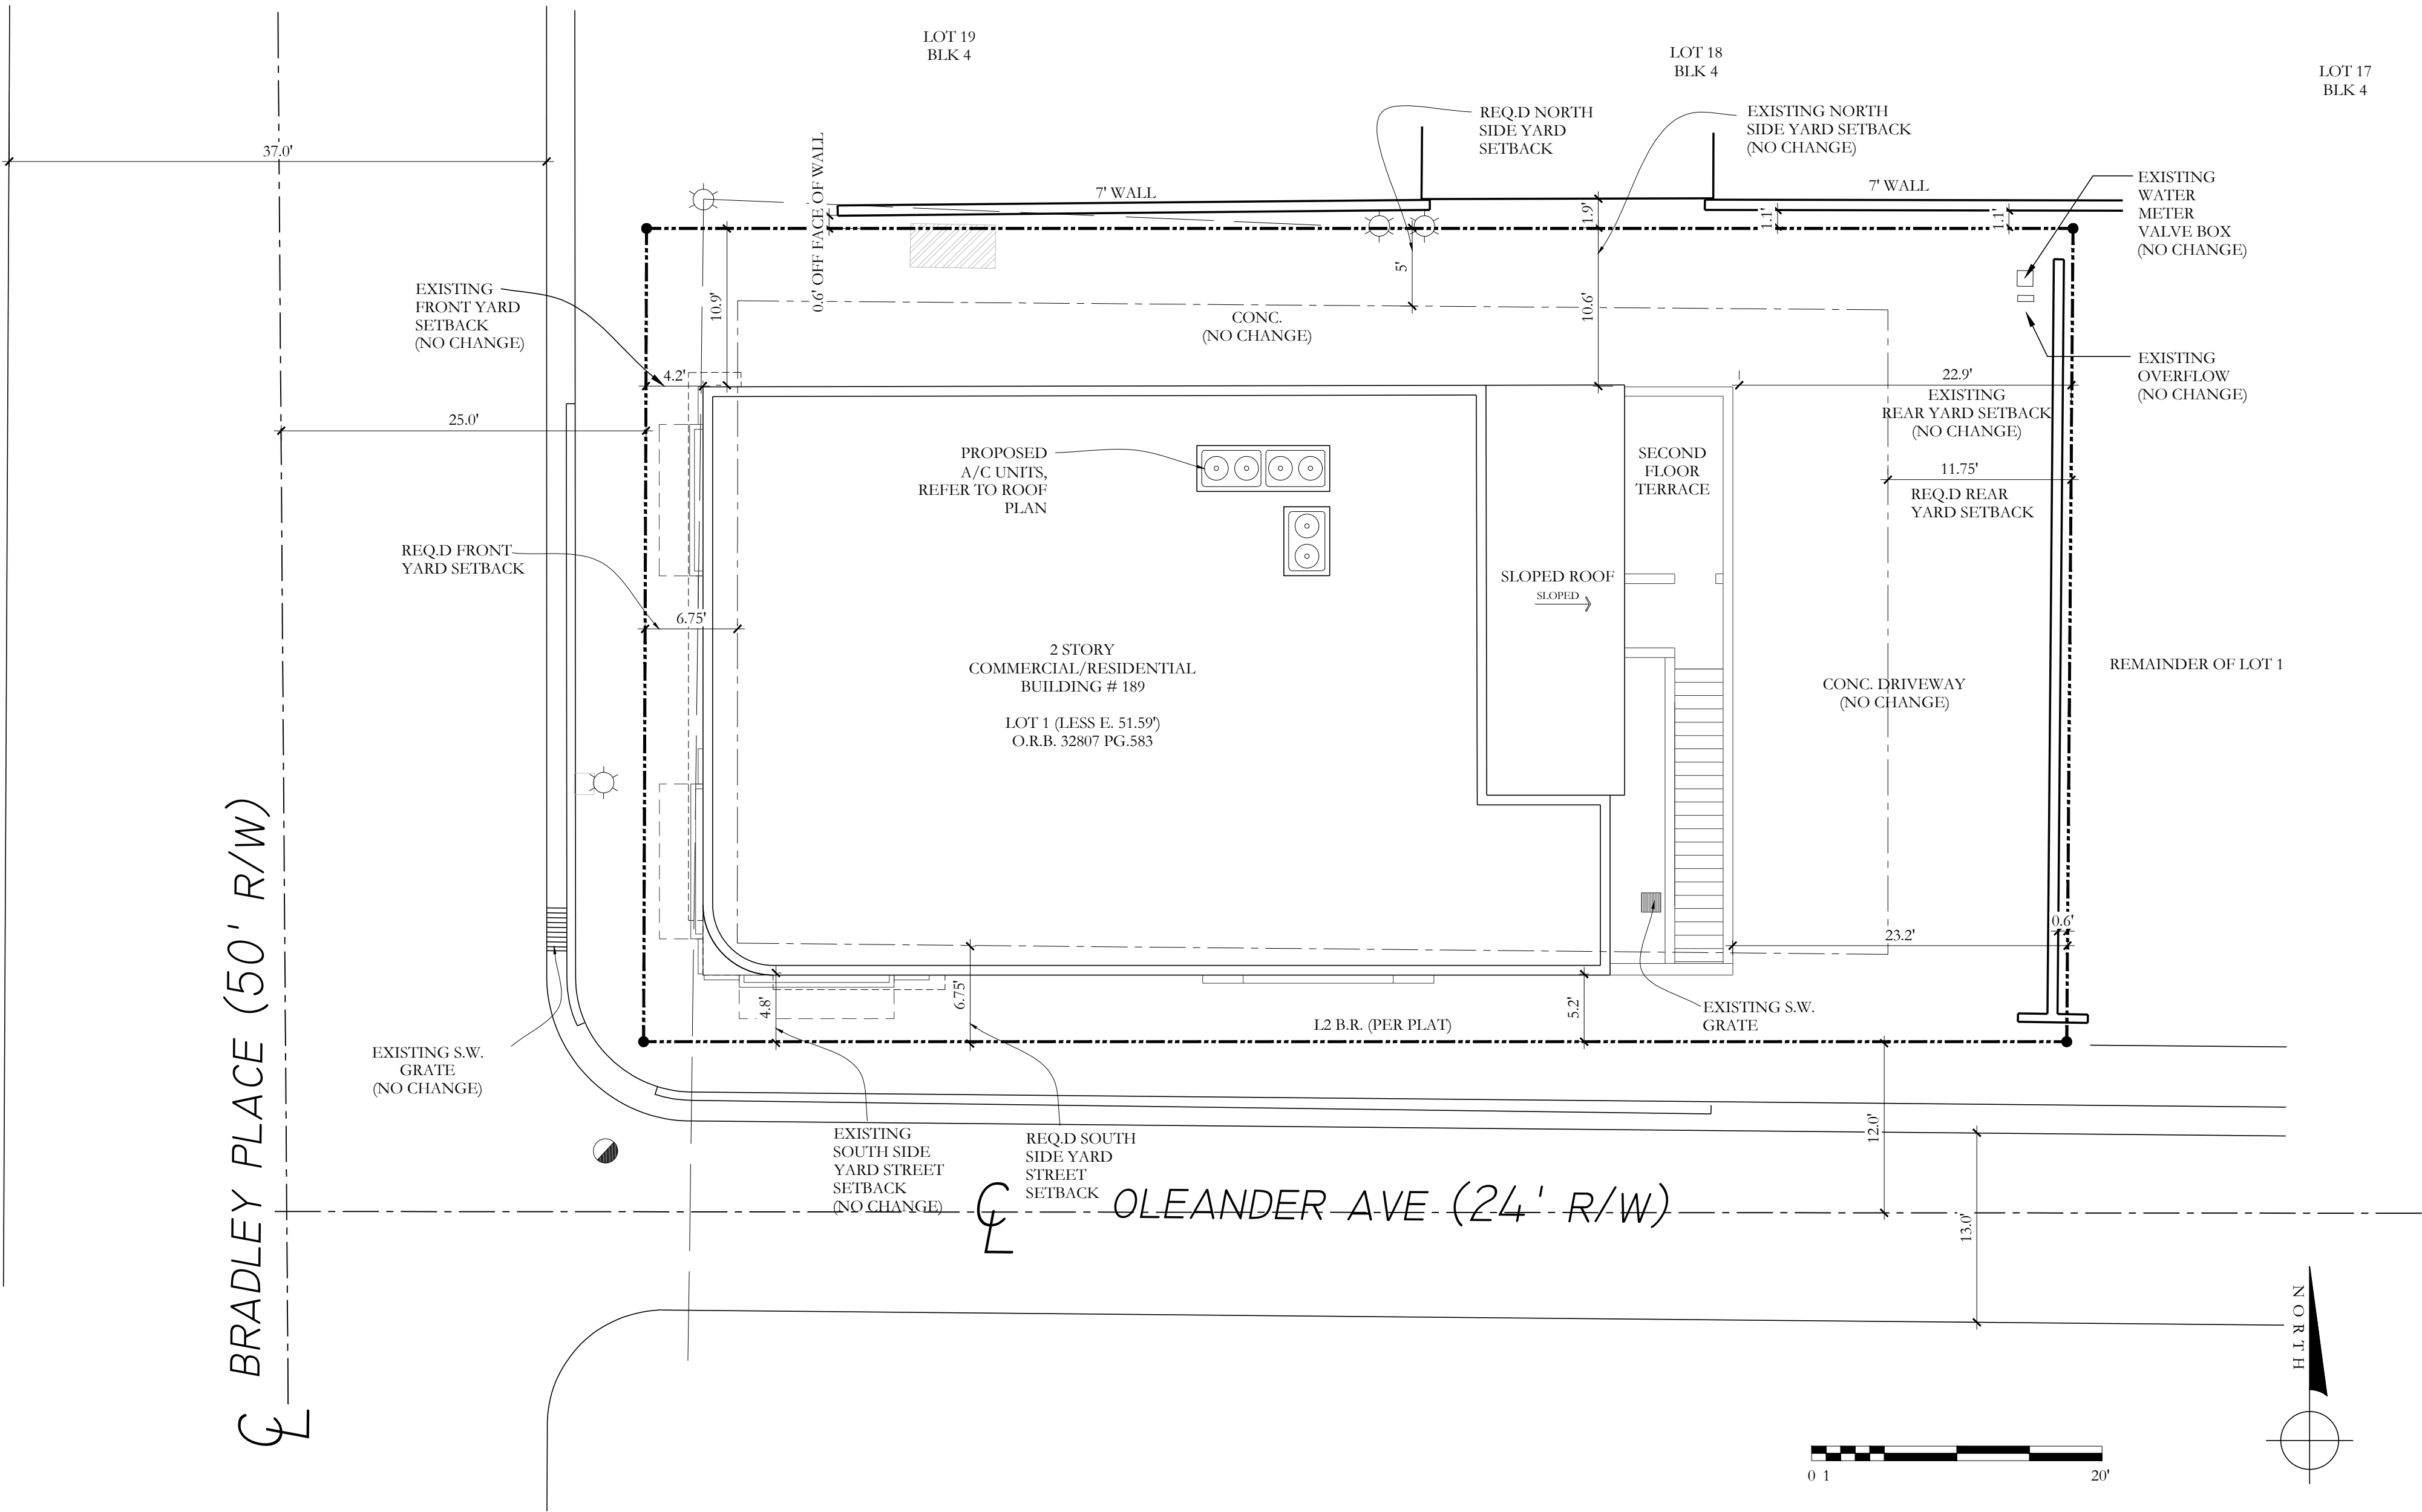 LOT 19
BLK 4
LOT 18
BLK 4
LOT 17
BLK 4
REQ.D NORTH
SIDE YARD
SETBACK
EXISTING NORTH
SIDE YARD SETBACK
(NO CHANGE)
37.0'
0.6' OFF FACE OF WALL
7' WALL
7' WALL
EXISTING
WATER
METER
VALVE BOX
(NO CHANGE)
1.9'
1.1'
1.1'
5'
10.9'
10.6'
EXISTING
FRONT YARD
SETBACK
(NO CHANGE)
CONC.
(NO CHANGE)
EXISTING
OVERFLOW
(NO CHANGE)
4.2'
22.9'
EXISTING
REAR YARD SETBACK
(NO CHANGE)
25.0'
PROPOSED
A/C UNITS,
REFER TO ROOF
PLAN
SECOND
FLOOR
TERRACE
11.75'
REQ.D REAR
YARD SETBACK
REQ.D FRONT
YARD SETBACK
SLOPED ROOF
SLOPED
6.75'
2 STORY
COMMERCIAL/RESIDENTIAL
BUILDING # 189
LOT 1 (LESS E. 51.59')
O.R.B. 32807 PG.583
CONC. DRIVEWAY
(NO CHANGE)
REMAINDER OF LOT 1
BRADLEY PLACE (50' R/W)
CL
0.6'
23.2'
4.8'
6.75'
5.2'
L2 B.R. (PER PLAT)
EXISTING S.W.
GRATE
EXISTING S.W.
GRATE
(NO CHANGE)
EXISTING
SOUTH SIDE
YARD STREET
SETBACK
(NO CHANGE)
REQ.D SOUTH
SIDE YARD
STREET
SETBACK
12.0'
13.0'
CL OLEANDER AVE (24' R/W)
NORTH
0 1 20'